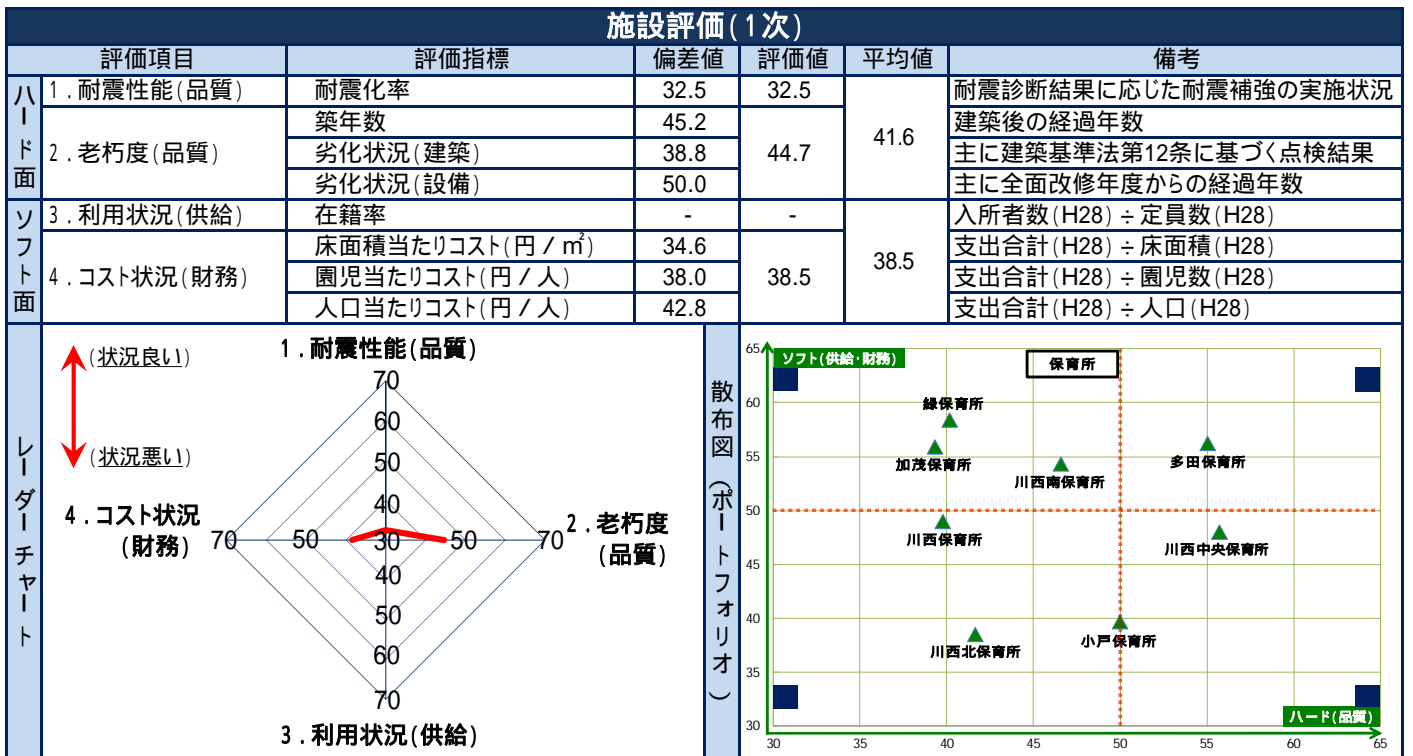 施設評価(1次)
評価項目 評価指標 偏差値 評価値 平均値 備考
ハード面
1．耐震性能(品質) 耐震化率 32.5 32.5 41.6 耐震診断結果に応じた耐震補強の実施状況
2．老朽度(品質) 築年数 45.2 44.7 建築後の経過年数
劣化状況(建築) 38.8 主に建築基準法第12条に基づく点検結果
劣化状況(設備) 50.0 主に全面改修年度からの経過年数
ソフト面
3．利用状況(供給) 在籍率 - - 38.5 入所者数(H28)÷定員数(H28)
4．コスト状況(財務) 床面積当たりコスト(円／㎡) 34.6 38.5 支出合計(H28)÷床面積(H28)
園児当たりコスト(円／人) 38.0 支出合計(H28)÷園児数(H28)
人口当たりコスト(円／人) 42.8 支出合計(H28)÷人口(H28)
レーダーチャート
(状況良い)
(状況悪い)
1．耐震性能(品質)
70
60
50
40
4．コスト状況
(財務)
70 50 30 50 70
2．老朽度
(品質)
40
50
60
70
3．利用状況(供給)
散布図(ポートフォリオ)
65
ソフト(供給・財務)
保育所
60
緑保育所
55
加茂保育所
川西南保育所
多田保育所
50
川西保育所
川西中央保育所
45
40
川西北保育所
小戸保育所
35
ハード(品質)
30
30 35 40 45 50 55 60 65